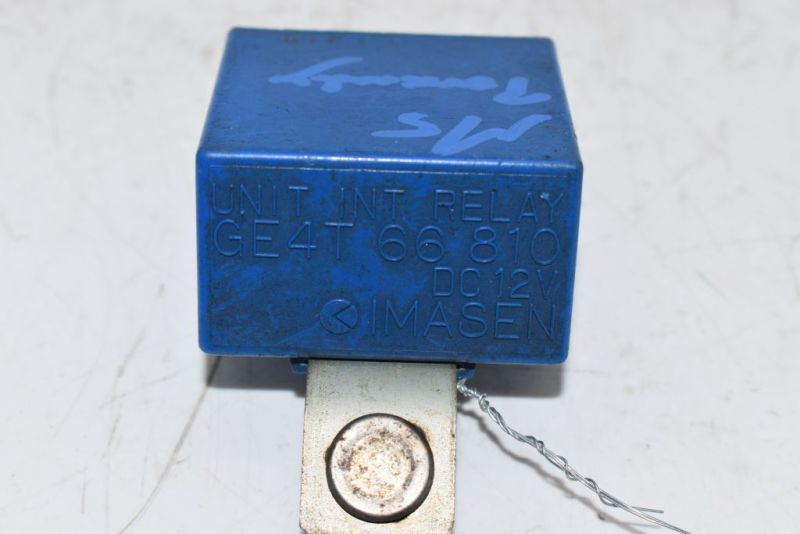 UNIT INT RELAY
GE4T 66 810
DC 12V
IMASEN